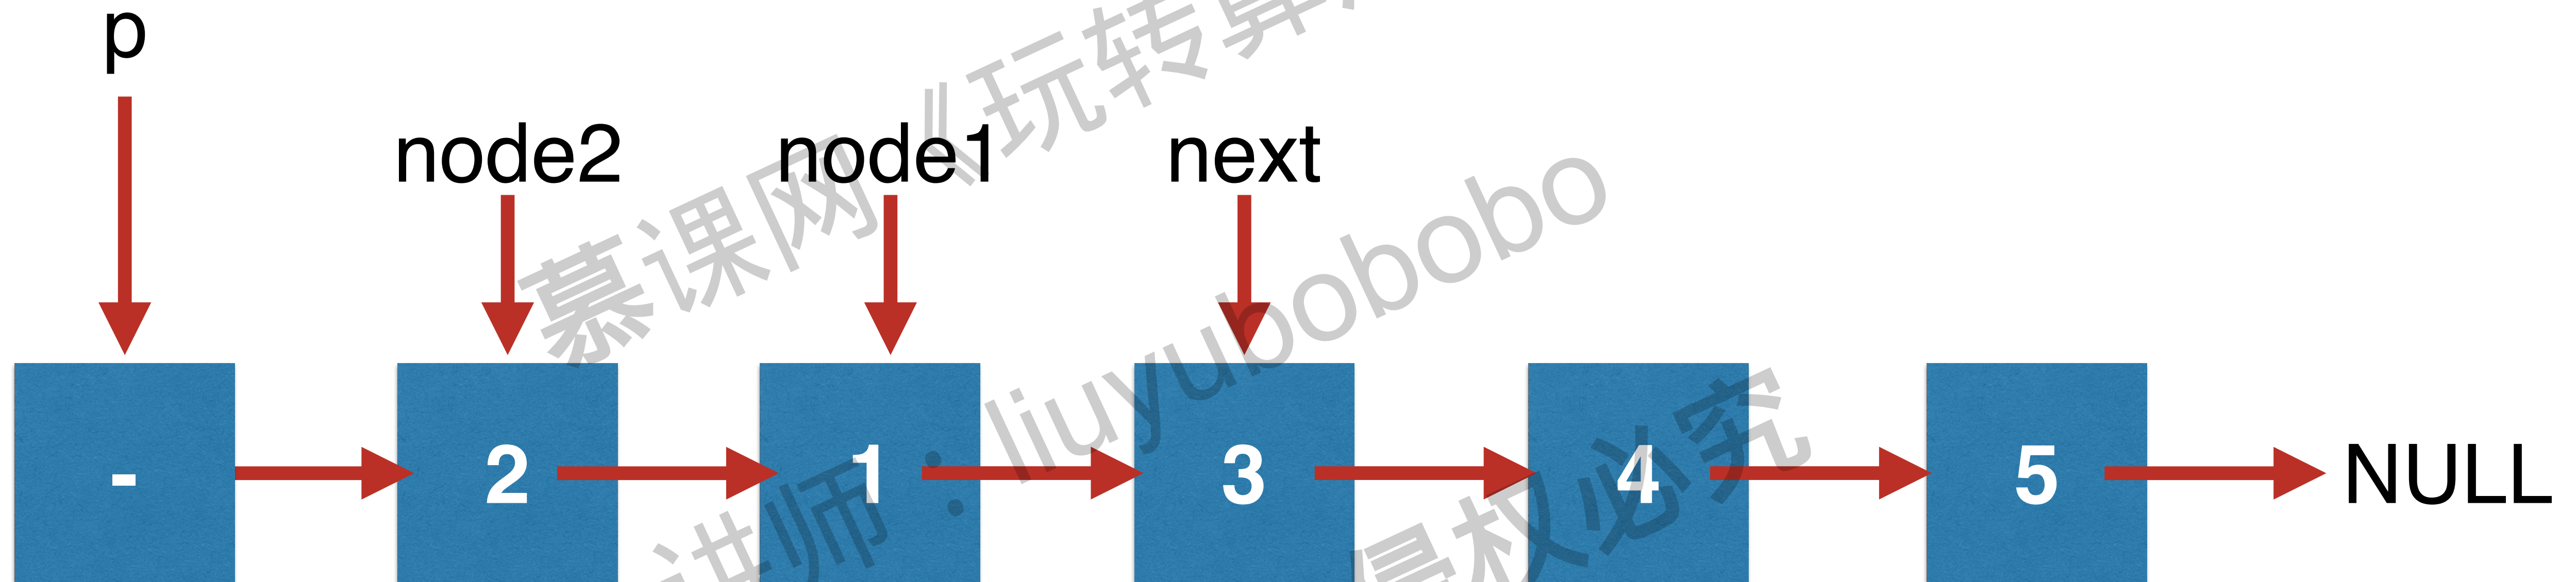 p
node2 node1 next
- 2 1 3 4 5 NULL
慕课网《玩转算
讲师：liuyubobobo
侵权必究